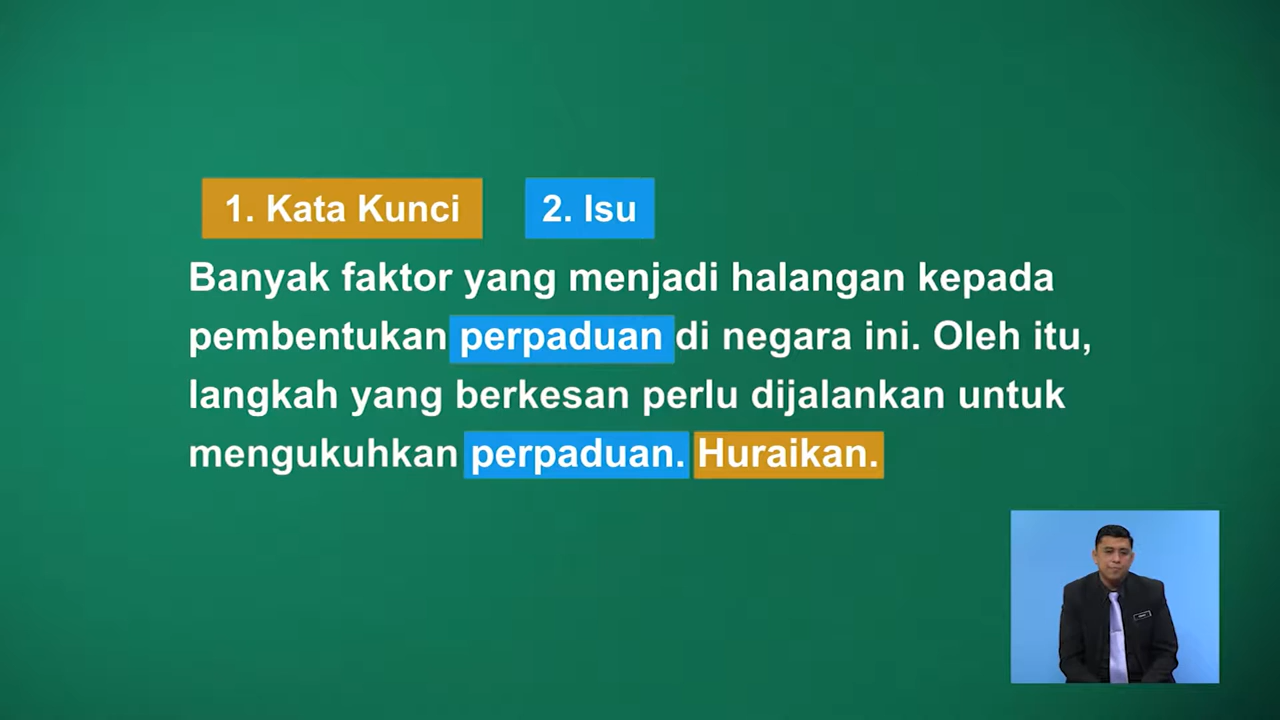 1. Kata Kunci
2. Isu
Banyak faktor yang menjadi halangan kepada
pembentukan perpaduan di negara ini. Oleh itu,
langkah yang berkesan perlu dijalankan untuk
mengukuhkan perpaduan. Huraikan.